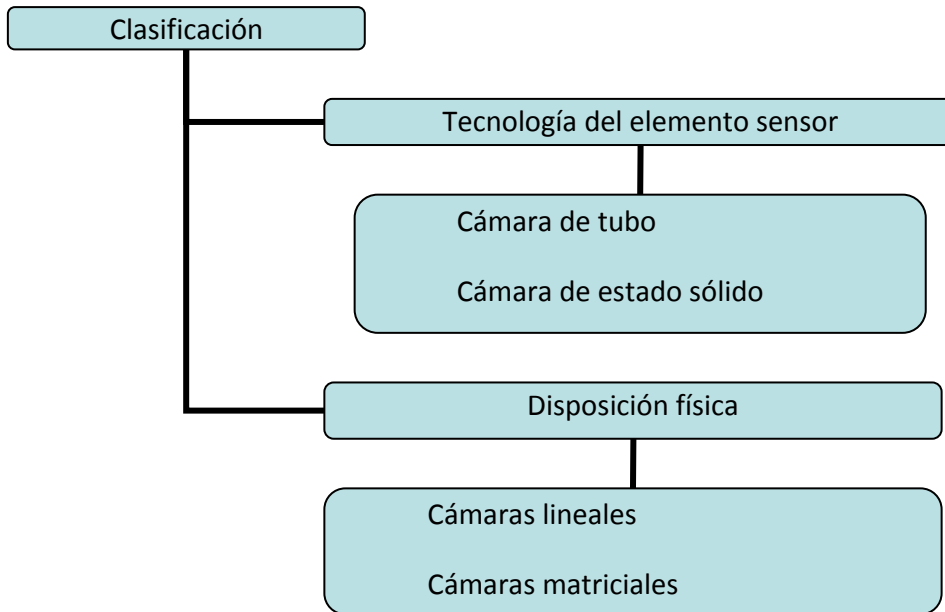 Clasificación
Tecnología del elemento sensor
Cámara de tubo
Cámara de estado sólido
Disposición física
Cámaras lineales
Cámaras matriciales